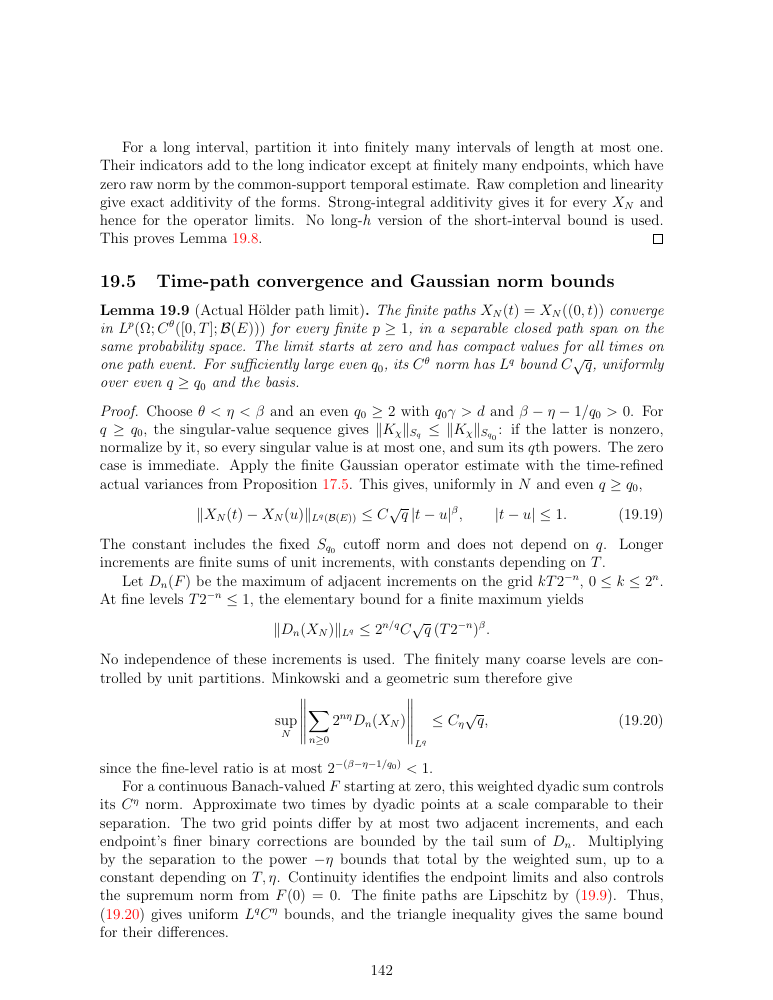 For a long interval, partition it into finitely many intervals of length at most one.
Their indicators add to the long indicator except at finitely many endpoints, which have
zero raw norm by the common-support temporal estimate. Raw completion and linearity
give exact additivity of the forms. Strong-integral additivity gives it for every X_N and
hence for the operator limits. No long-h version of the short-interval bound is used.
This proves Lemma 19.8. □
19.5 Time-path convergence and Gaussian norm bounds
Lemma 19.9 (Actual Hölder path limit). The finite paths X_N(t) = X_N((0, t)) converge
in L^p(Ω; C^θ([0, T]; 𝓑(E))) for every finite p ≥ 1, in a separable closed path span on the
same probability space. The limit starts at zero and has compact values for all times on
one path event. For sufficiently large even q_0, its C^θ norm has L^q bound C√q, uniformly
over even q ≥ q_0 and the basis.
Proof. Choose θ < η < β and an even q_0 ≥ 2 with q_0γ > d and β − η − 1/q_0 > 0. For
q ≥ q_0, the singular-value sequence gives ‖K_χ‖_{S_q} ≤ ‖K_χ‖_{S_{q_0}}: if the latter is nonzero,
normalize by it, so every singular value is at most one, and sum its qth powers. The zero
case is immediate. Apply the finite Gaussian operator estimate with the time-refined
actual variances from Proposition 17.5. This gives, uniformly in N and even q ≥ q_0,
‖X_N(t) − X_N(u)‖_{L^q(𝓑(E))} ≤ C√q |t − u|^β, |t − u| ≤ 1. (19.19)
The constant includes the fixed S_{q_0} cutoff norm and does not depend on q. Longer
increments are finite sums of unit increments, with constants depending on T.
Let D_n(F) be the maximum of adjacent increments on the grid kT2^{−n}, 0 ≤ k ≤ 2^n.
At fine levels T2^{−n} ≤ 1, the elementary bound for a finite maximum yields
‖D_n(X_N)‖_{L^q} ≤ 2^{n/q}C√q (T2^{−n})^β.
No independence of these increments is used. The finitely many coarse levels are con-
trolled by unit partitions. Minkowski and a geometric sum therefore give
sup_N ‖∑_{n≥0} 2^{nη}D_n(X_N)‖_{L^q} ≤ C_η√q, (19.20)
since the fine-level ratio is at most 2^{−(β−η−1/q_0)} < 1.
For a continuous Banach-valued F starting at zero, this weighted dyadic sum controls
its C^η norm. Approximate two times by dyadic points at a scale comparable to their
separation. The two grid points differ by at most two adjacent increments, and each
endpoint's finer binary corrections are bounded by the tail sum of D_n. Multiplying
by the separation to the power −η bounds that total by the weighted sum, up to a
constant depending on T, η. Continuity identifies the endpoint limits and also controls
the supremum norm from F(0) = 0. The finite paths are Lipschitz by (19.9). Thus,
(19.20) gives uniform L^qC^η bounds, and the triangle inequality gives the same bound
for their differences.
142